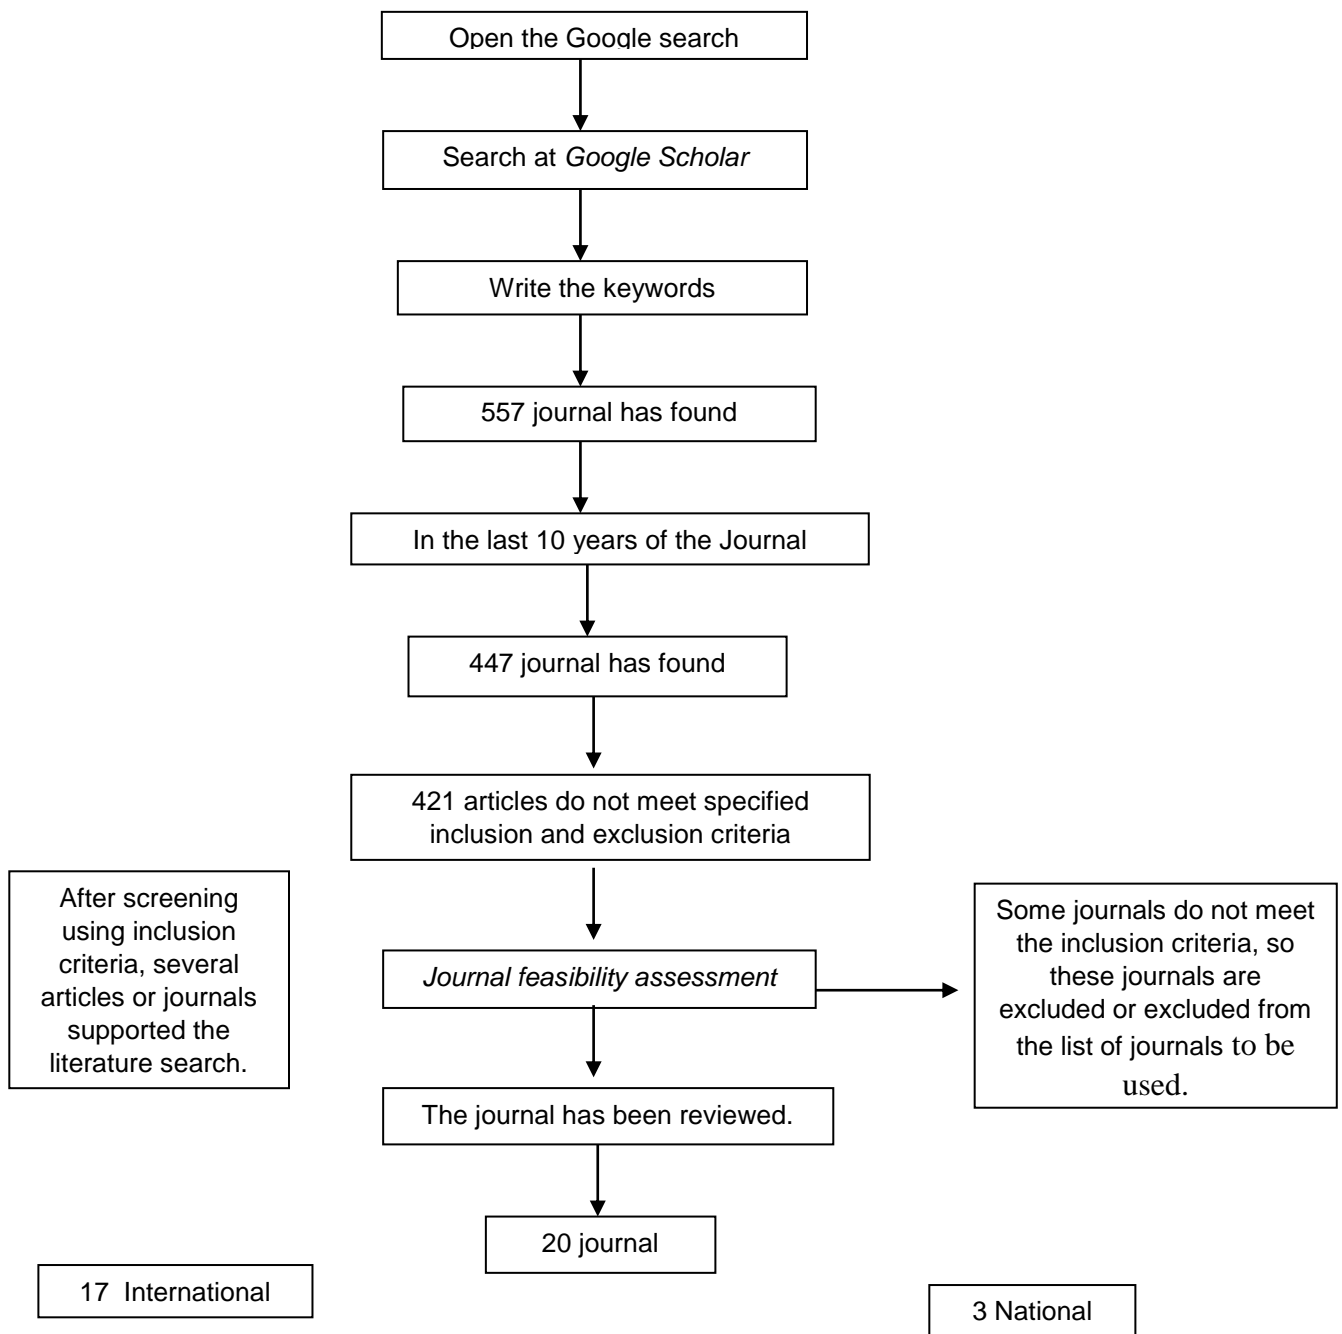 Open the Google search
Search at Google Scholar
Write the keywords
557 journal has found
In the last 10 years of the Journal
447 journal has found
421 articles do not meet specified
inclusion and exclusion criteria
After screening
using inclusion
criteria, several
articles or journals
supported the
literature search.
Journal feasibility assessment
Some journals do not meet
the inclusion criteria, so
these journals are
excluded or excluded from
the list of journals to be
used.
The journal has been reviewed.
20 journal
17 International
3 National